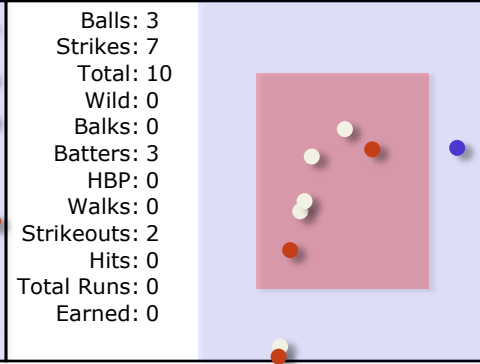 Balls: 3
Strikes: 7
Total: 10
Wild: 0
Balks: 0
Batters: 3
HBP: 0
Walks: 0
Strikeouts: 2
Hits: 0
Total Runs: 0
Earned: 0